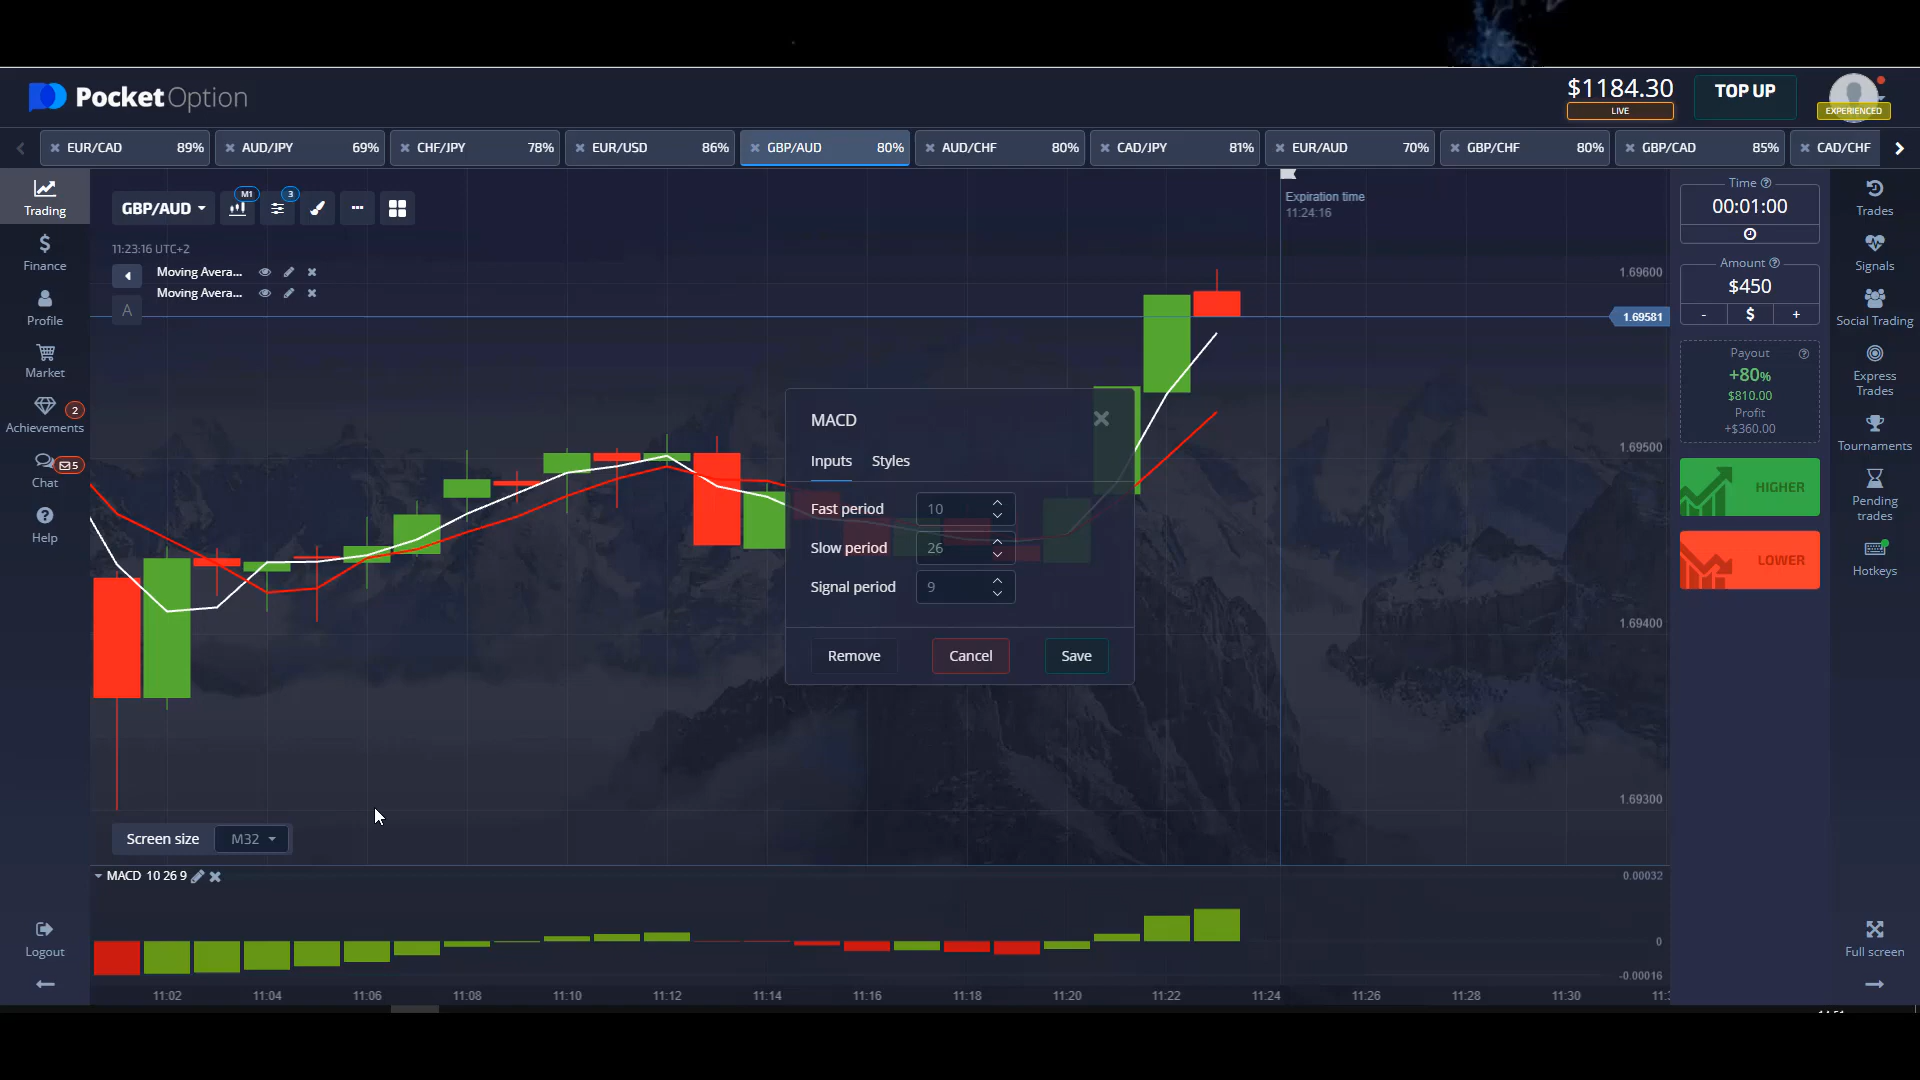 PocketOption
$1184.30
LIVE
TOP UP
EXPERIENCED
EUR/CAD 89%
AUD/JPY 69%
CHF/JPY 78%
EUR/USD 86%
GBP/AUD 80%
AUD/CHF 80%
CAD/JPY 81%
EUR/AUD 70%
GBP/CHF 80%
GBP/CAD 85%
CAD/CHF
Trading
Finance
Profile
Market
Achievements
2
Chat
5
Help
Logout
GBP/AUD
M1
3
11:23:16 UTC+2
Moving Avera...
Moving Avera...
A
Expiration time
11:24:16
1.69600
1.69581
1.69500
1.69400
1.69300
MACD
Inputs Styles
Fast period 10
Slow period 26
Signal period 9
Remove Cancel Save
Screen size M32
MACD 10 26 9
0.00032
0
-0.00016
11:02 11:04 11:06 11:08 11:10 11:12 11:14 11:16 11:18 11:20 11:22 11:24 11:26 11:28 11:30
Time
00:01:00
Amount
$450
- $ +
Payout
+80%
$810.00
Profit
+$360.00
HIGHER
LOWER
Trades
Signals
Social Trading
Express
Trades
Tournaments
Pending
trades
Hotkeys
Full screen